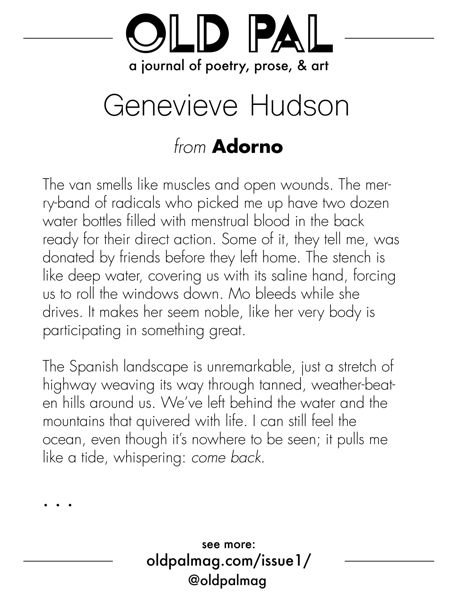 OLD PAL
a journal of poetry, prose, & art
Genevieve Hudson
from Adorno
The van smells like muscles and open wounds. The mer-
ry-band of radicals who picked me up have two dozen
water bottles filled with menstrual blood in the back
ready for their direct action. Some of it, they tell me, was
donated by friends before they left home. The stench is
like deep water, covering us with its saline hand, forcing
us to roll the windows down. Mo bleeds while she
drives. It makes her seem noble, like her very body is
participating in something great.
The Spanish landscape is unremarkable, just a stretch of
highway weaving its way through tanned, weather-beat-
en hills around us. We’ve left behind the water and the
mountains that quivered with life. I can still feel the
ocean, even though it’s nowhere to be seen; it pulls me
like a tide, whispering: come back.
. . .
see more:
oldpalmag.com/issue1/
@oldpalmag